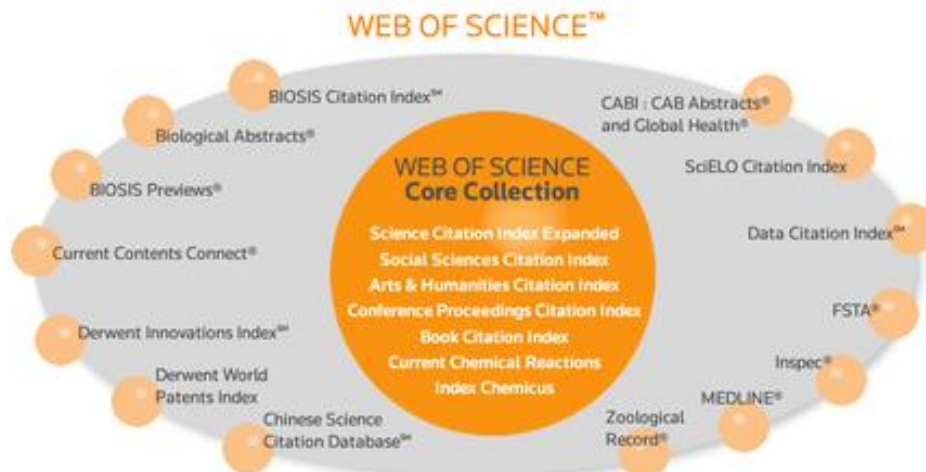 WEB OF SCIENCE™
BIOSIS Citation Index℠
Biological Abstracts®
BIOSIS Previews®
Current Contents Connect®
Derwent Innovations Index℠
Derwent World
Patents Index
Chinese Science
Citation Database℠
WEB OF SCIENCE
Core Collection
Science Citation Index Expanded
Social Sciences Citation Index
Arts & Humanities Citation Index
Conference Proceedings Citation Index
Book Citation Index
Current Chemical Reactions
Index Chemicus
CABI : CAB Abstracts®
and Global Health®
SciELO Citation Index
Data Citation Index℠
FSTA®
Inspec®
MEDLINE®
Zoological
Record®